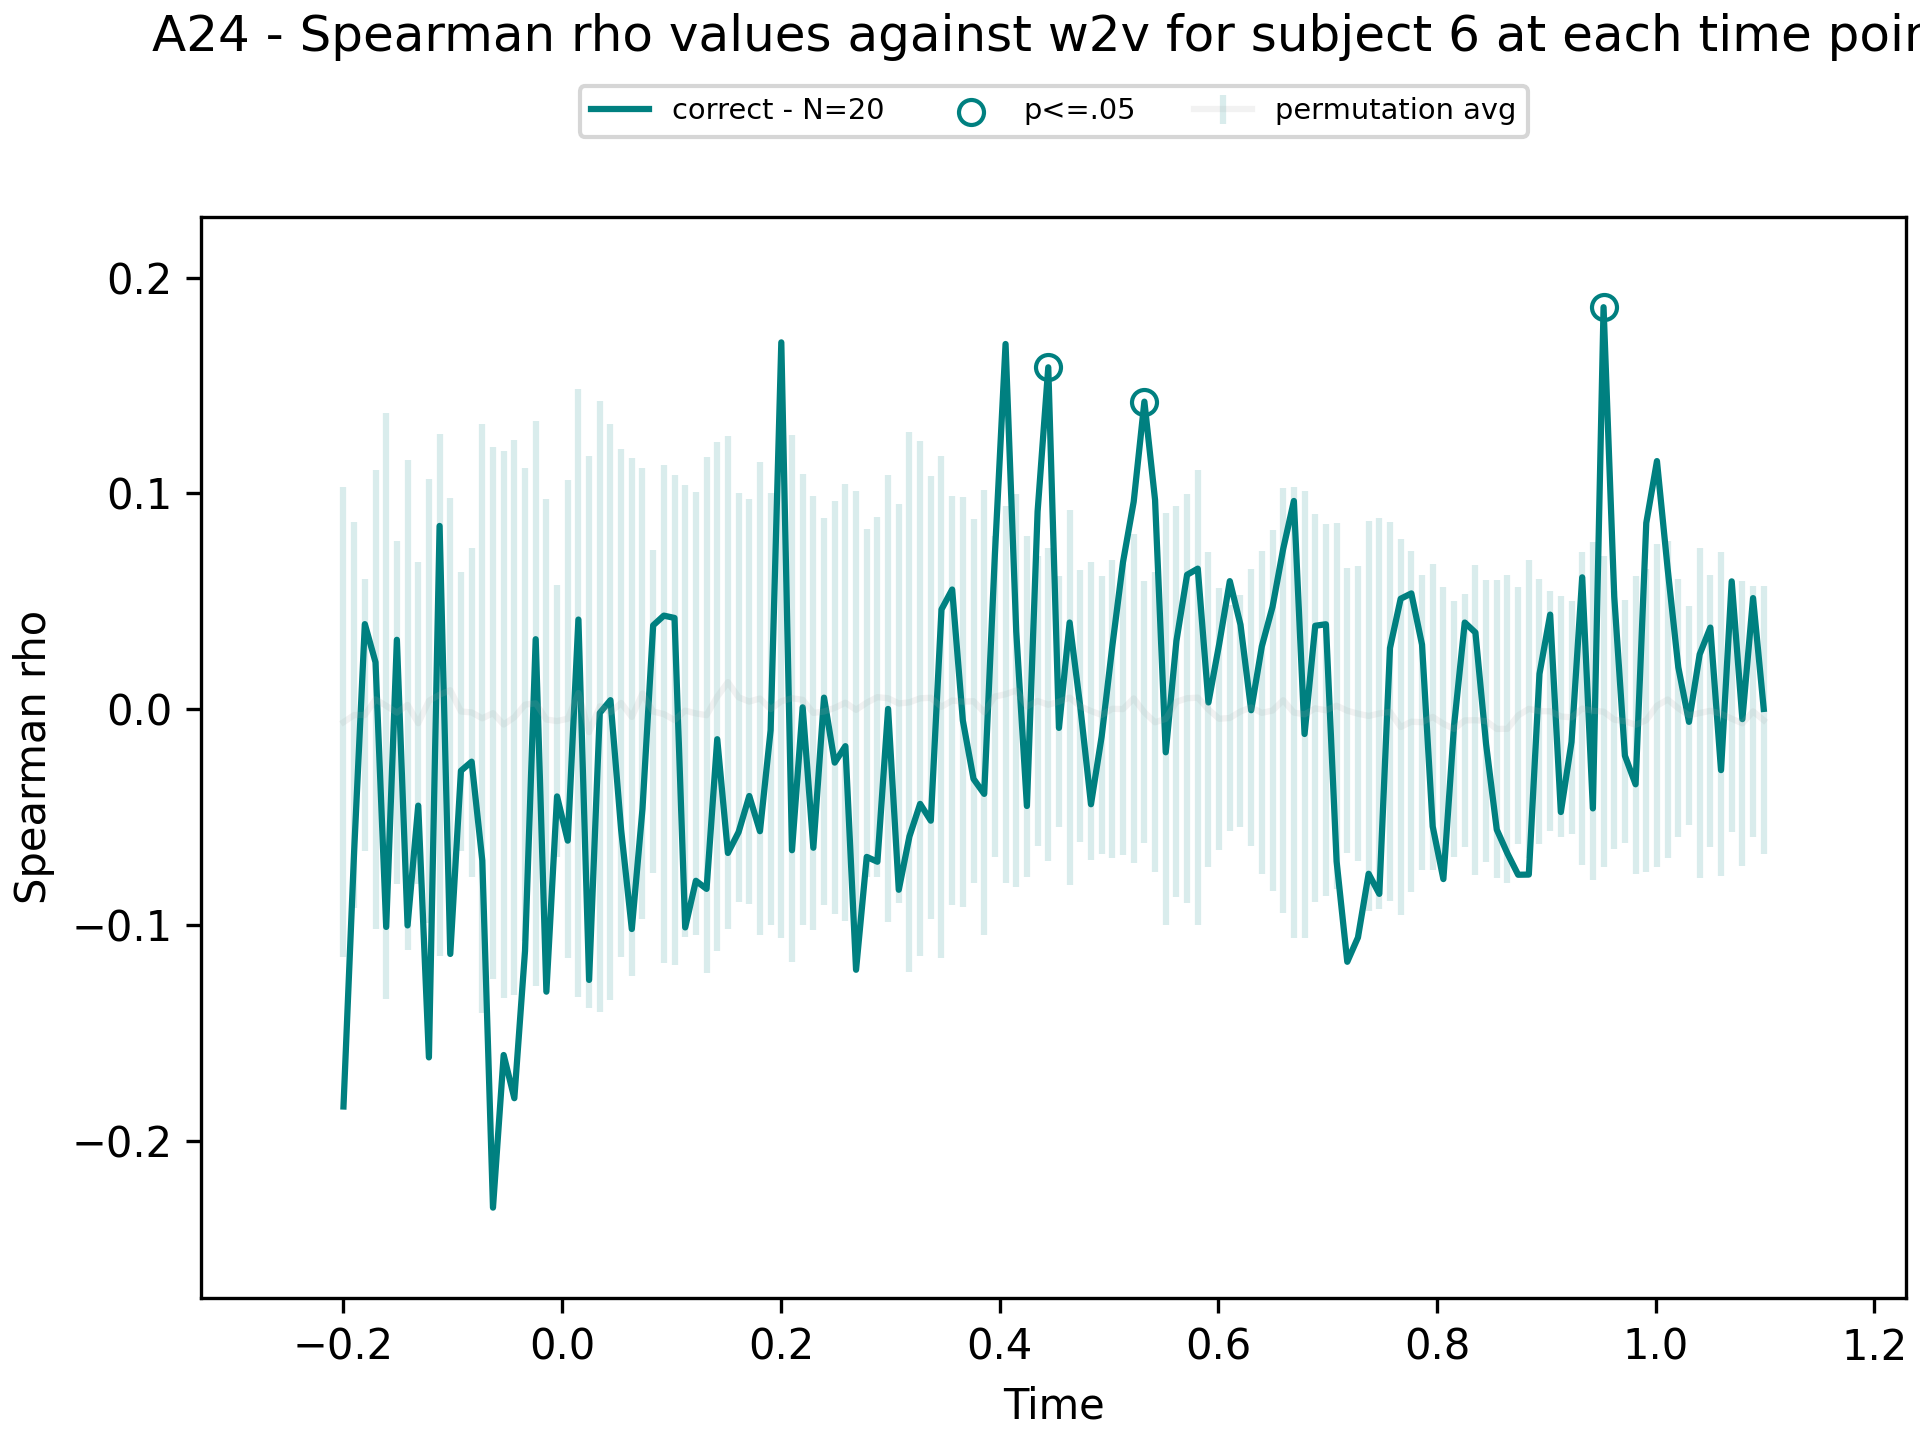 A24 - Spearman rho values against w2v for subject 6 at each time poin
correct - N=20 p<=.05 permutation avg
0.2
0.1
0.0
−0.1
−0.2
Spearman rho
−0.2 0.0 0.2 0.4 0.6 0.8 1.0 1.2
Time